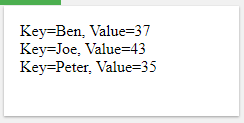 Key=Ben, Value=37
Key=Joe, Value=43
Key=Peter, Value=35